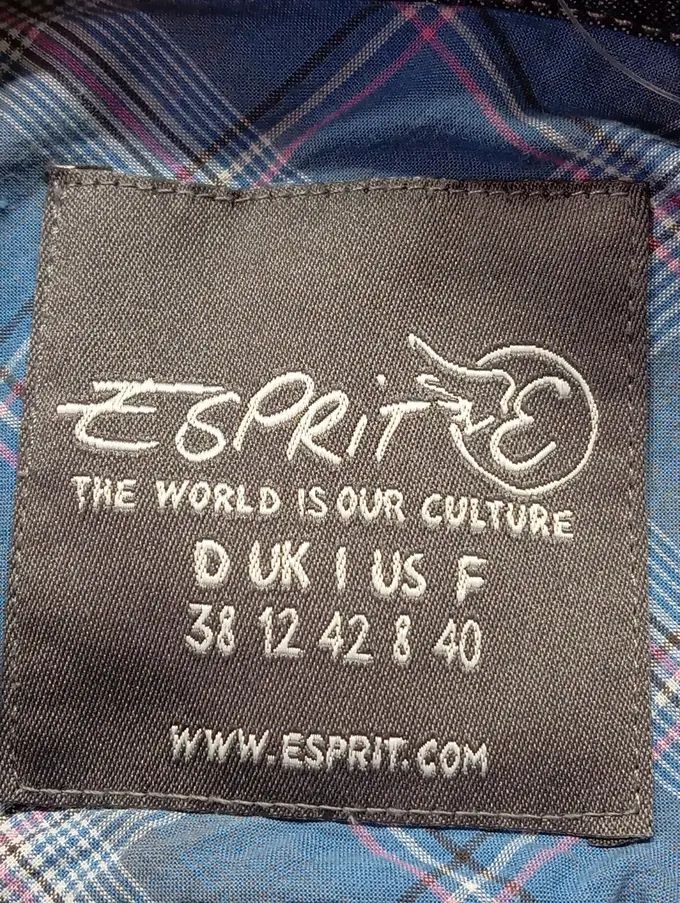 ESPRIT E
THE WORLD IS OUR CULTURE
D UK I US F
38 12 42 8 40
WWW.ESPRIT.COM